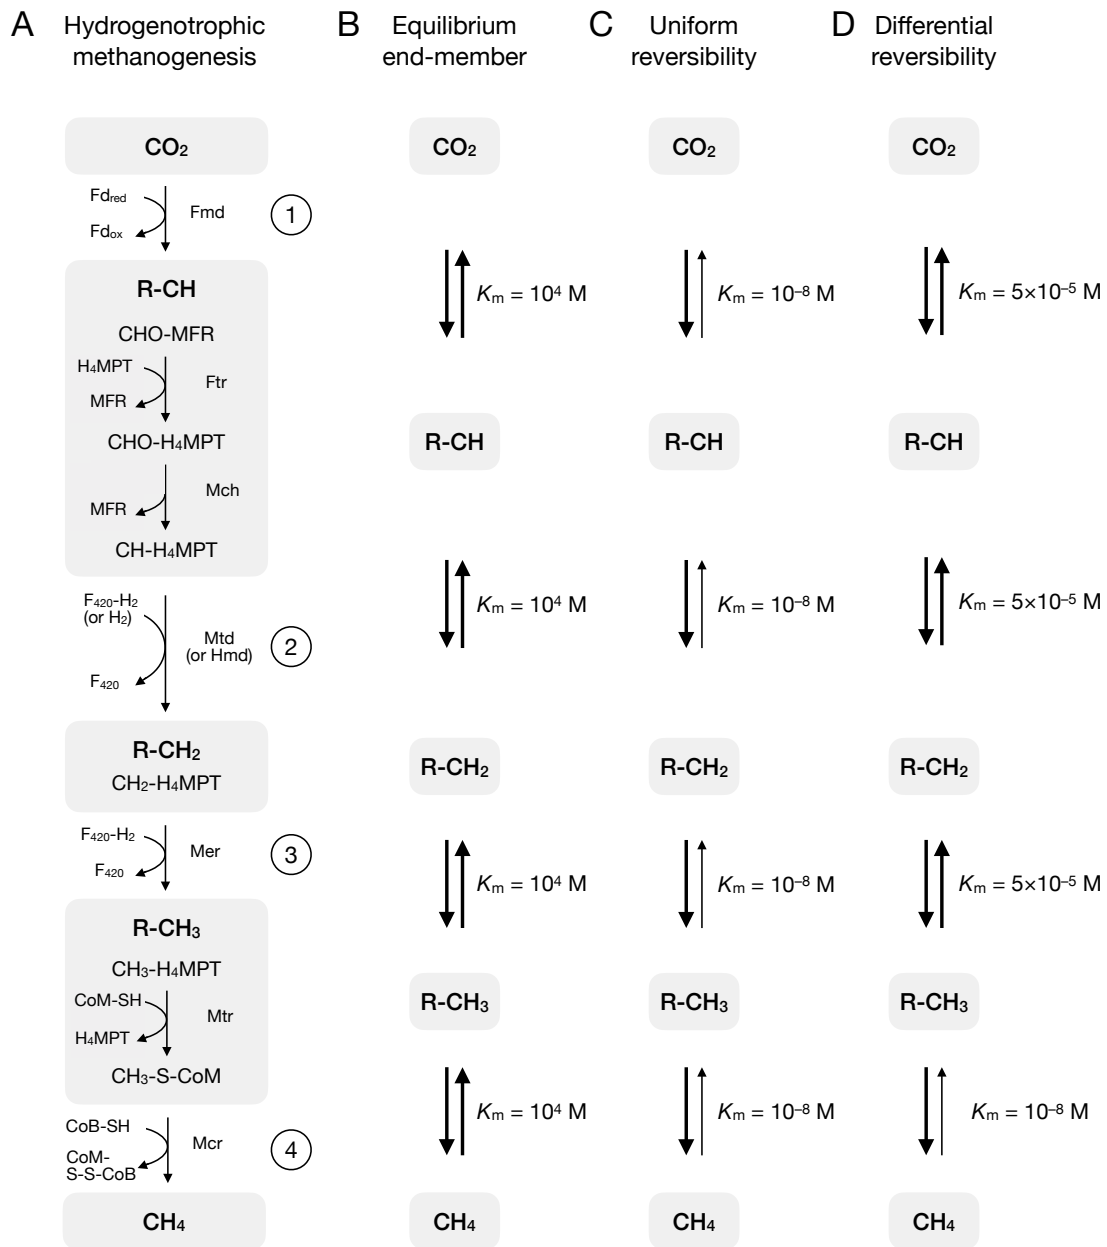 A
Hydrogenotrophic
methanogenesis
B
Equilibrium
end-member
C
Uniform
reversibility
D
Differential
reversibility
CO₂
Fd_red
Fd_ox
Fmd
1
R-CH
CHO-MFR
H₄MPT
MFR
Ftr
CHO-H₄MPT
MFR
Mch
CH-H₄MPT
F₄₂₀-H₂
(or H₂)
F₄₂₀
Mtd
(or Hmd)
2
R-CH₂
CH₂-H₄MPT
F₄₂₀-H₂
F₄₂₀
Mer
3
R-CH₃
CH₃-H₄MPT
CoM-SH
H₄MPT
Mtr
CH₃-S-CoM
CoB-SH
CoM-
S-S-CoB
Mcr
4
CH₄
CO₂
Kₘ = 10⁴ M
R-CH
Kₘ = 10⁴ M
R-CH₂
Kₘ = 10⁴ M
R-CH₃
Kₘ = 10⁴ M
CH₄
CO₂
Kₘ = 10⁻⁸ M
R-CH
Kₘ = 10⁻⁸ M
R-CH₂
Kₘ = 10⁻⁸ M
R-CH₃
Kₘ = 10⁻⁸ M
CH₄
CO₂
Kₘ = 5×10⁻⁵ M
R-CH
Kₘ = 5×10⁻⁵ M
R-CH₂
Kₘ = 5×10⁻⁵ M
R-CH₃
Kₘ = 10⁻⁸ M
CH₄